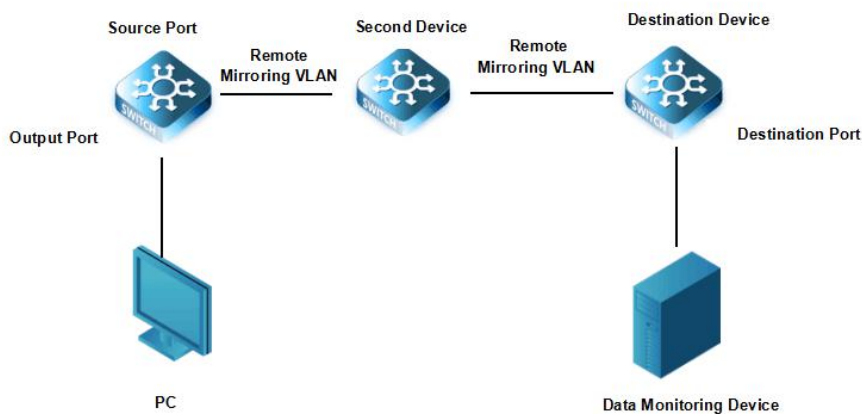 Source Port
Second Device
Destination Device
Remote
Mirroring VLAN
Remote
Mirroring VLAN
SWITCH
SWITCH
SWITCH
Output Port
Destination Port
PC
Data Monitoring Device